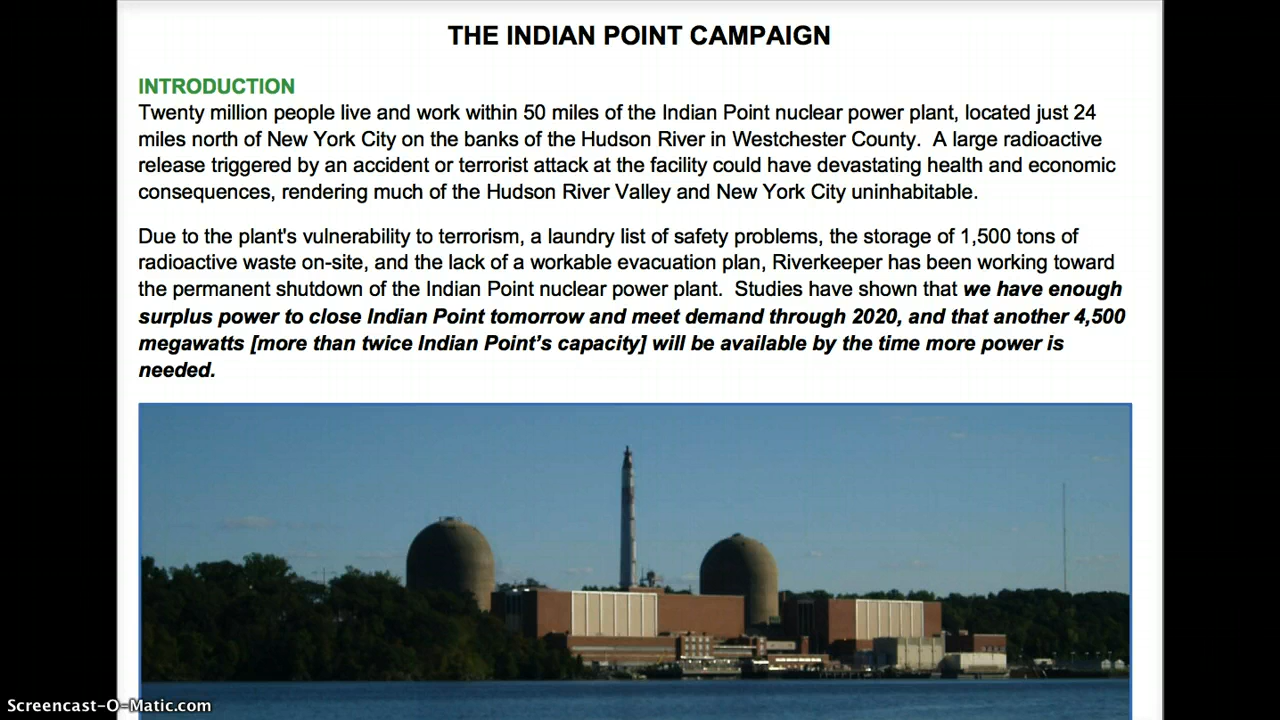 THE INDIAN POINT CAMPAIGN
INTRODUCTION
Twenty million people live and work within 50 miles of the Indian Point nuclear power plant, located just 24
miles north of New York City on the banks of the Hudson River in Westchester County.  A large radioactive
release triggered by an accident or terrorist attack at the facility could have devastating health and economic
consequences, rendering much of the Hudson River Valley and New York City uninhabitable.
Due to the plant's vulnerability to terrorism, a laundry list of safety problems, the storage of 1,500 tons of
radioactive waste on-site, and the lack of a workable evacuation plan, Riverkeeper has been working toward
the permanent shutdown of the Indian Point nuclear power plant.  Studies have shown that we have enough
surplus power to close Indian Point tomorrow and meet demand through 2020, and that another 4,500
megawatts [more than twice Indian Point’s capacity] will be available by the time more power is
needed.
Screencast-O-Matic.com